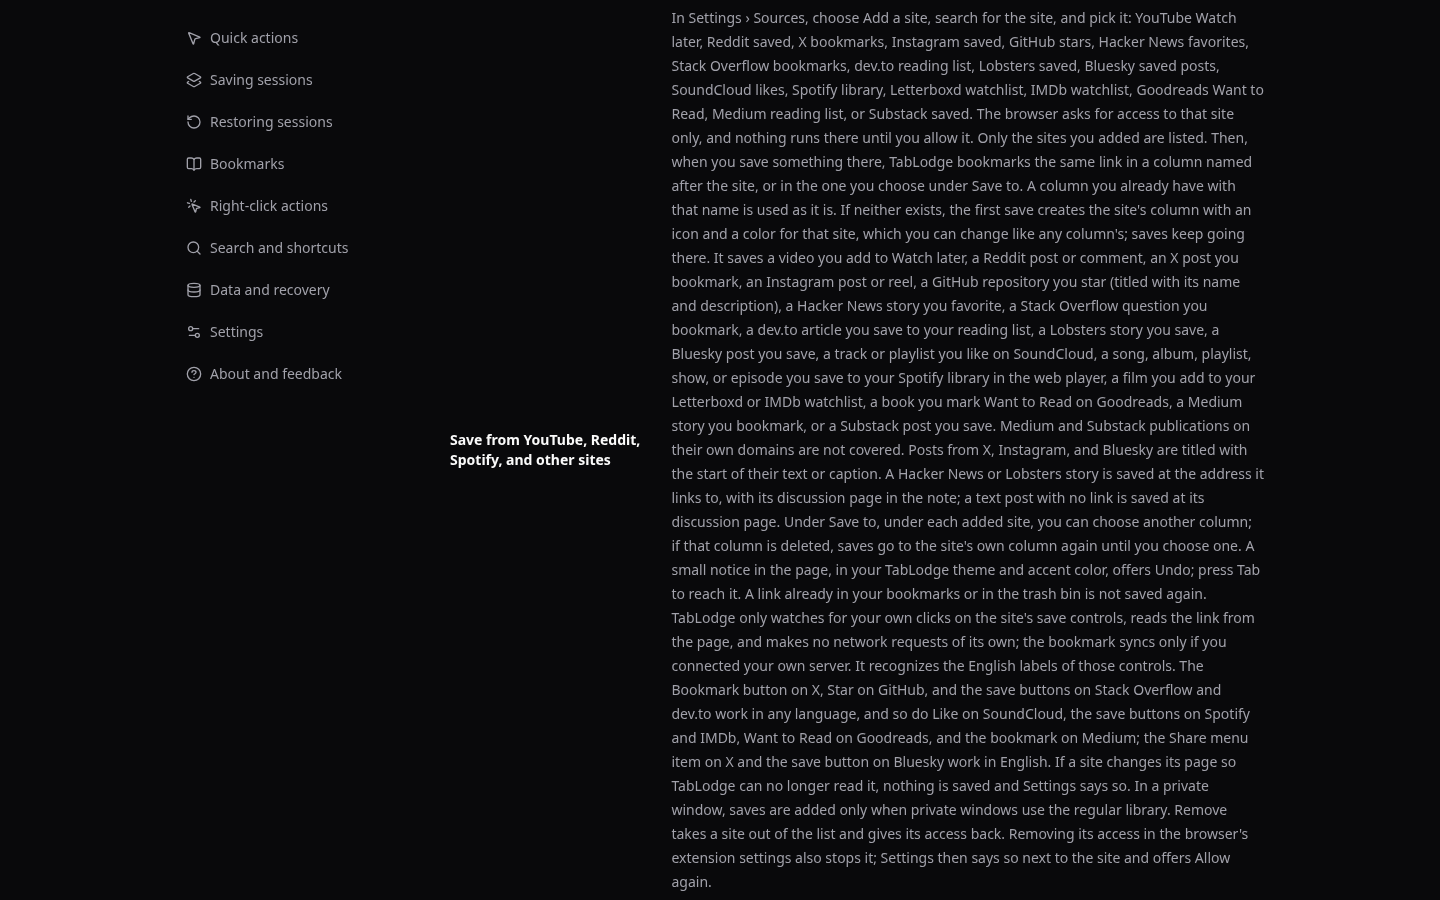 Quick actions
Saving sessions
Restoring sessions
Bookmarks
Right-click actions
Search and shortcuts
Data and recovery
Settings
About and feedback
Save from YouTube, Reddit,
Spotify, and other sites
In Settings › Sources, choose Add a site, search for the site, and pick it: YouTube Watch
later, Reddit saved, X bookmarks, Instagram saved, GitHub stars, Hacker News favorites,
Stack Overflow bookmarks, dev.to reading list, Lobsters saved, Bluesky saved posts,
SoundCloud likes, Spotify library, Letterboxd watchlist, IMDb watchlist, Goodreads Want to
Read, Medium reading list, or Substack saved. The browser asks for access to that site
only, and nothing runs there until you allow it. Only the sites you added are listed. Then,
when you save something there, TabLodge bookmarks the same link in a column named
after the site, or in the one you choose under Save to. A column you already have with
that name is used as it is. If neither exists, the first save creates the site's column with an
icon and a color for that site, which you can change like any column's; saves keep going
there. It saves a video you add to Watch later, a Reddit post or comment, an X post you
bookmark, an Instagram post or reel, a GitHub repository you star (titled with its name
and description), a Hacker News story you favorite, a Stack Overflow question you
bookmark, a dev.to article you save to your reading list, a Lobsters story you save, a
Bluesky post you save, a track or playlist you like on SoundCloud, a song, album, playlist,
show, or episode you save to your Spotify library in the web player, a film you add to your
Letterboxd or IMDb watchlist, a book you mark Want to Read on Goodreads, a Medium
story you bookmark, or a Substack post you save. Medium and Substack publications on
their own domains are not covered. Posts from X, Instagram, and Bluesky are titled with
the start of their text or caption. A Hacker News or Lobsters story is saved at the address it
links to, with its discussion page in the note; a text post with no link is saved at its
discussion page. Under Save to, under each added site, you can choose another column;
if that column is deleted, saves go to the site's own column again until you choose one. A
small notice in the page, in your TabLodge theme and accent color, offers Undo; press Tab
to reach it. A link already in your bookmarks or in the trash bin is not saved again.
TabLodge only watches for your own clicks on the site's save controls, reads the link from
the page, and makes no network requests of its own; the bookmark syncs only if you
connected your own server. It recognizes the English labels of those controls. The
Bookmark button on X, Star on GitHub, and the save buttons on Stack Overflow and
dev.to work in any language, and so do Like on SoundCloud, the save buttons on Spotify
and IMDb, Want to Read on Goodreads, and the bookmark on Medium; the Share menu
item on X and the save button on Bluesky work in English. If a site changes its page so
TabLodge can no longer read it, nothing is saved and Settings says so. In a private
window, saves are added only when private windows use the regular library. Remove
takes a site out of the list and gives its access back. Removing its access in the browser's
extension settings also stops it; Settings then says so next to the site and offers Allow
again.